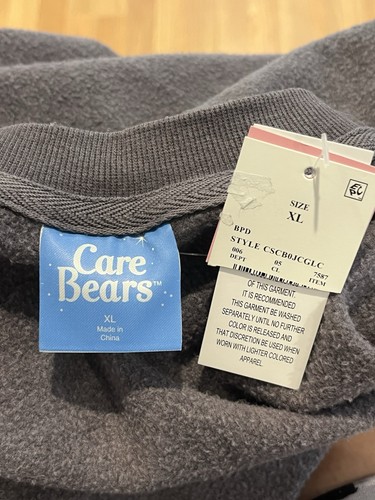 Care
Bears™
XL
Made in
China
SIZE
XL
BPD
STYLE CSCB0JCGLC
006 05 7587
DEPT CL ITEM
OF THIS GARMENT.
IT IS RECOMMENDED
THIS GARMENT BE WASHED
SEPARATELY UNTIL NO FURTHER
COLOR IS RELEASED AND
THAT DISCRETION BE USED WHEN
WORN WITH LIGHTER COLORED
APPAREL.